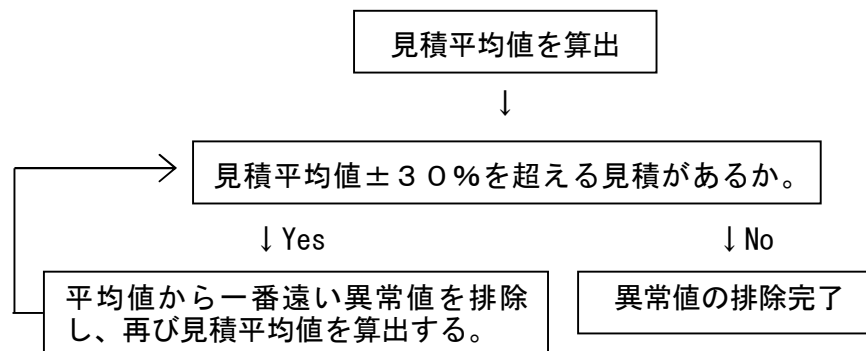 見積平均値を算出
↓
見積平均値±３０％を超える見積があるか。
↓Yes
↓No
平均値から一番遠い異常値を排除
し、再び見積平均値を算出する。
異常値の排除完了